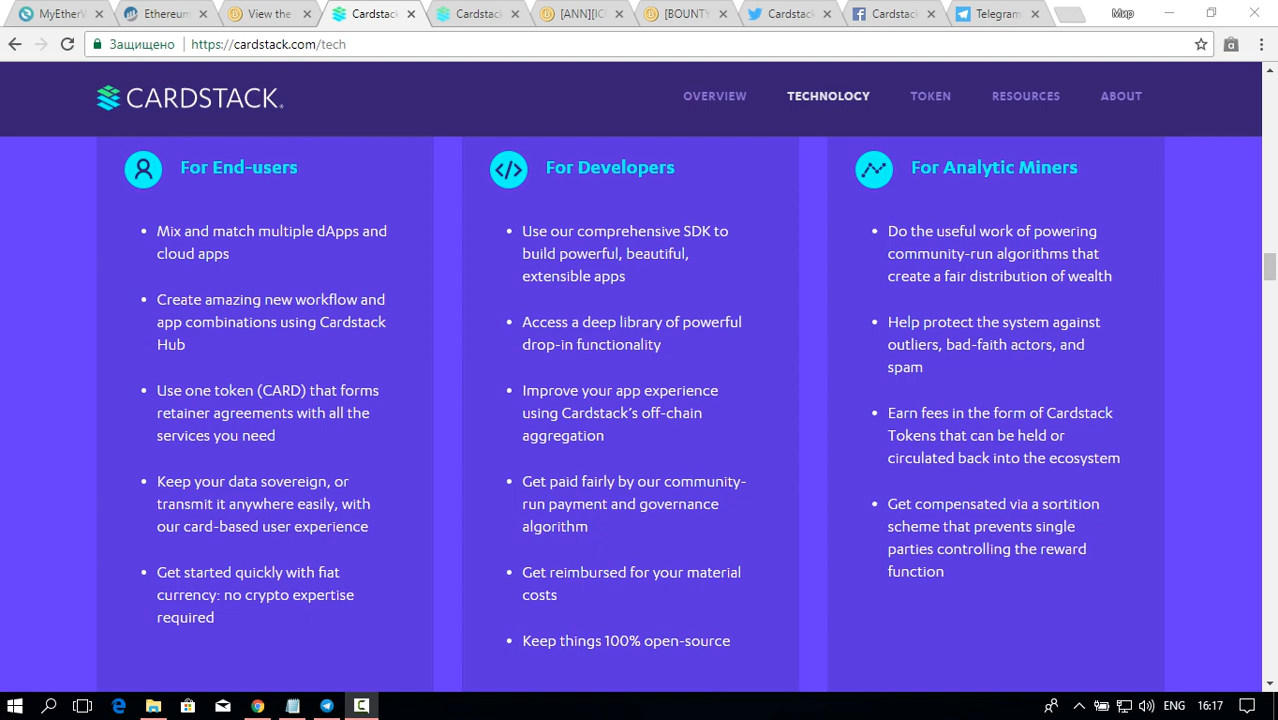 MyEtherW
Ethereum
View the
Cardstack
Cardstack
[ANN][IC
[BOUNTY
Cardstack
Cardstack
Telegram
Мир
Защищено
https://cardstack.com/tech
CARDSTACK
OVERVIEW
TECHNOLOGY
TOKEN
RESOURCES
ABOUT
For End-users
Mix and match multiple dApps and
cloud apps
Create amazing new workflow and
app combinations using Cardstack
Hub
Use one token (CARD) that forms
retainer agreements with all the
services you need
Keep your data sovereign, or
transmit it anywhere easily, with
our card-based user experience
Get started quickly with fiat
currency: no crypto expertise
required
For Developers
Use our comprehensive SDK to
build powerful, beautiful,
extensible apps
Access a deep library of powerful
drop-in functionality
Improve your app experience
using Cardstack’s off-chain
aggregation
Get paid fairly by our community-
run payment and governance
algorithm
Get reimbursed for your material
costs
Keep things 100% open-source
For Analytic Miners
Do the useful work of powering
community-run algorithms that
create a fair distribution of wealth
Help protect the system against
outliers, bad-faith actors, and
spam
Earn fees in the form of Cardstack
Tokens that can be held or
circulated back into the ecosystem
Get compensated via a sortition
scheme that prevents single
parties controlling the reward
function
ENG
16:17